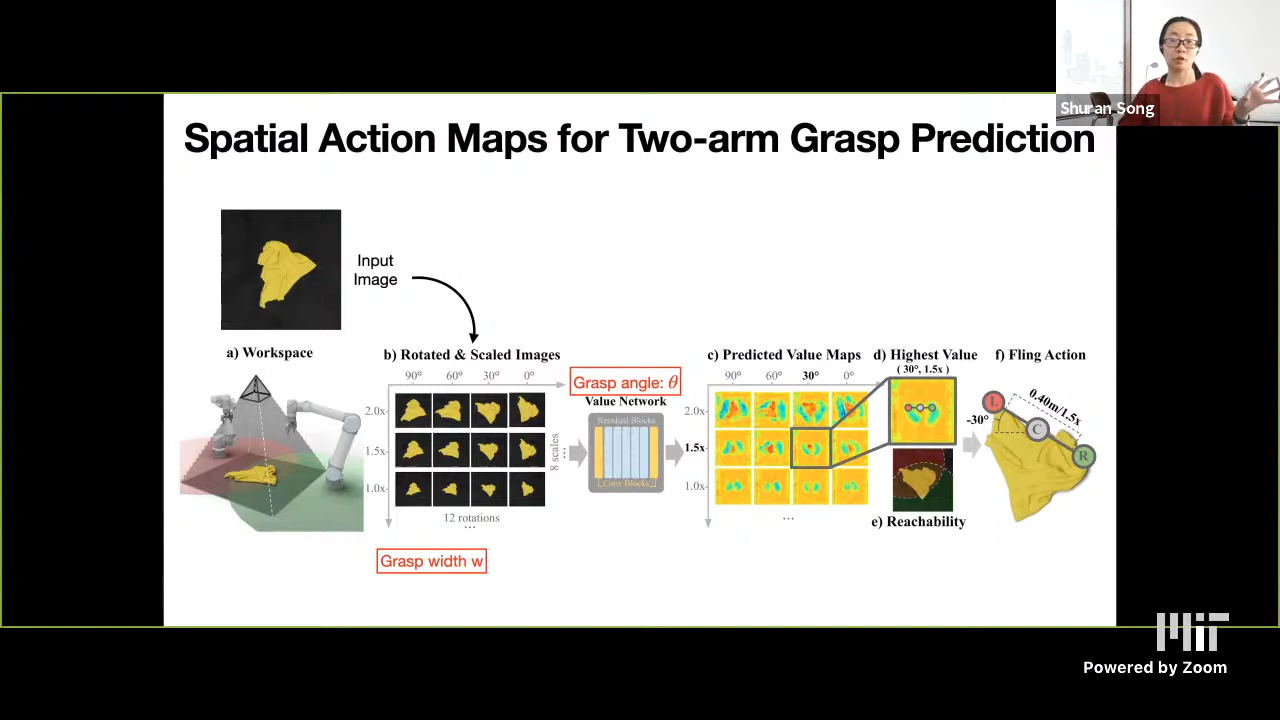 Shuran Song
Spatial Action Maps for Two-arm Grasp Prediction
Input
Image
a) Workspace
b) Rotated & Scaled Images
90° 60° 30° 0°
Grasp angle: θ
2.0x
1.5x
1.0x
8 scales
...
12 rotations
...
Grasp width w
Value Network
Residual Blocks
Conv Blocks
c) Predicted Value Maps
90° 60° 30° 0°
2.0x
1.5x
1.0x
...
d) Highest Value
( 30°, 1.5x )
e) Reachability
f) Fling Action
0.40m/1.5x
-30°
L
C
R
MIT
Powered by Zoom